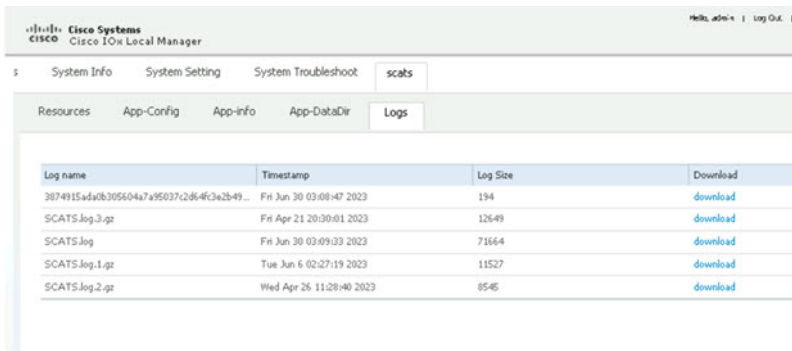 Hello, admin | Log Out |
Cisco Systems
CISCO Cisco IOx Local Manager
s System Info System Setting System Troubleshoot scats
Resources App-Config App-info App-DataDir Logs
Log name Timestamp Log Size Download
3874915ada0b305604a7a95037c2d64fc3e2b49... Fri Jun 30 03:08:47 2023 194 download
SCATS.log.3.gz Fri Apr 21 20:30:01 2023 12649 download
SCATS.log Fri Jun 30 03:09:33 2023 71664 download
SCATS.log.1.gz Tue Jun 6 02:27:19 2023 11527 download
SCATS.log.2.gz Wed Apr 26 11:28:40 2023 8545 download